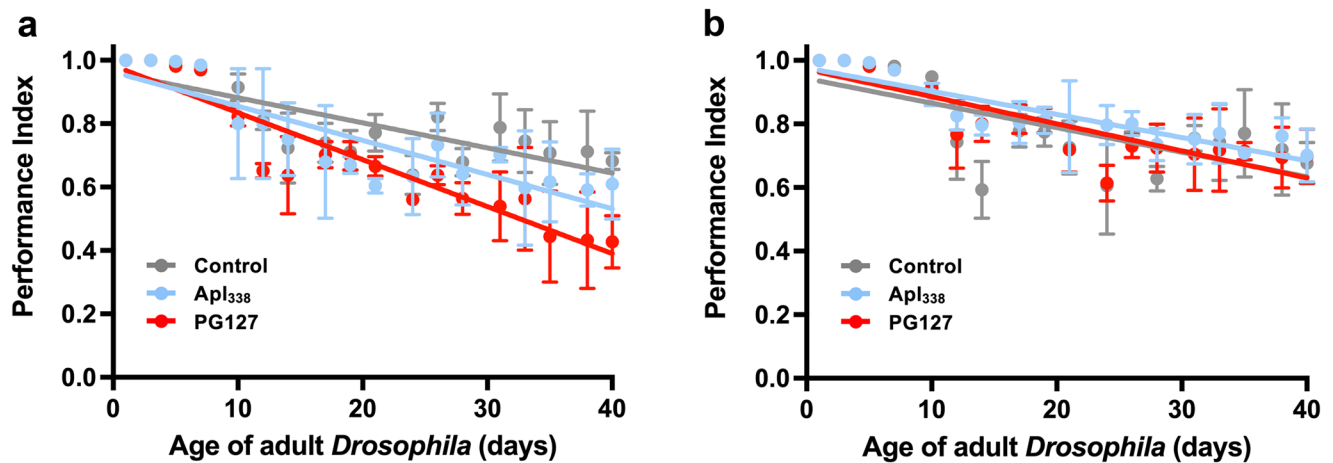 a
Performance Index
1.0
0.8
0.6
0.4
0.2
0.0
Control
Apl₃₃₈
PG127
0 10 20 30 40
Age of adult Drosophila (days)
b
Performance Index
1.0
0.8
0.6
0.4
0.2
0.0
Control
Apl₃₃₈
PG127
0 10 20 30 40
Age of adult Drosophila (days)